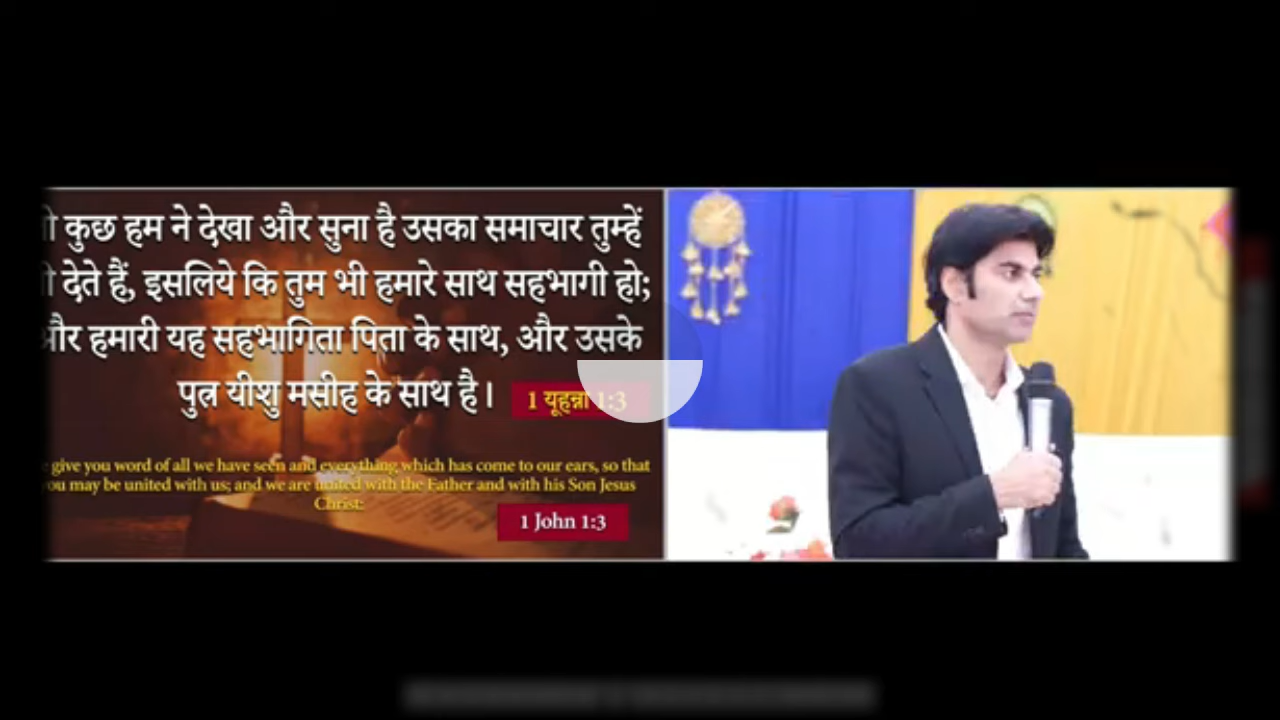 कुछ हम ने देखा और सुना है उसका समाचार तुम्हें
देते हैं, इसलिये कि तुम भी हमारे साथ सहभागी हो;
और हमारी यह सहभागिता पिता के साथ, और उसके
पुत्र यीशु मसीह के साथ है। 1 यूहन्ना 1:3
give you word of all we have seen and everything which has come to our ears, so that
you may be united with us; and we are united with the Father and with his Son Jesus
Christ:
1 John 1:3